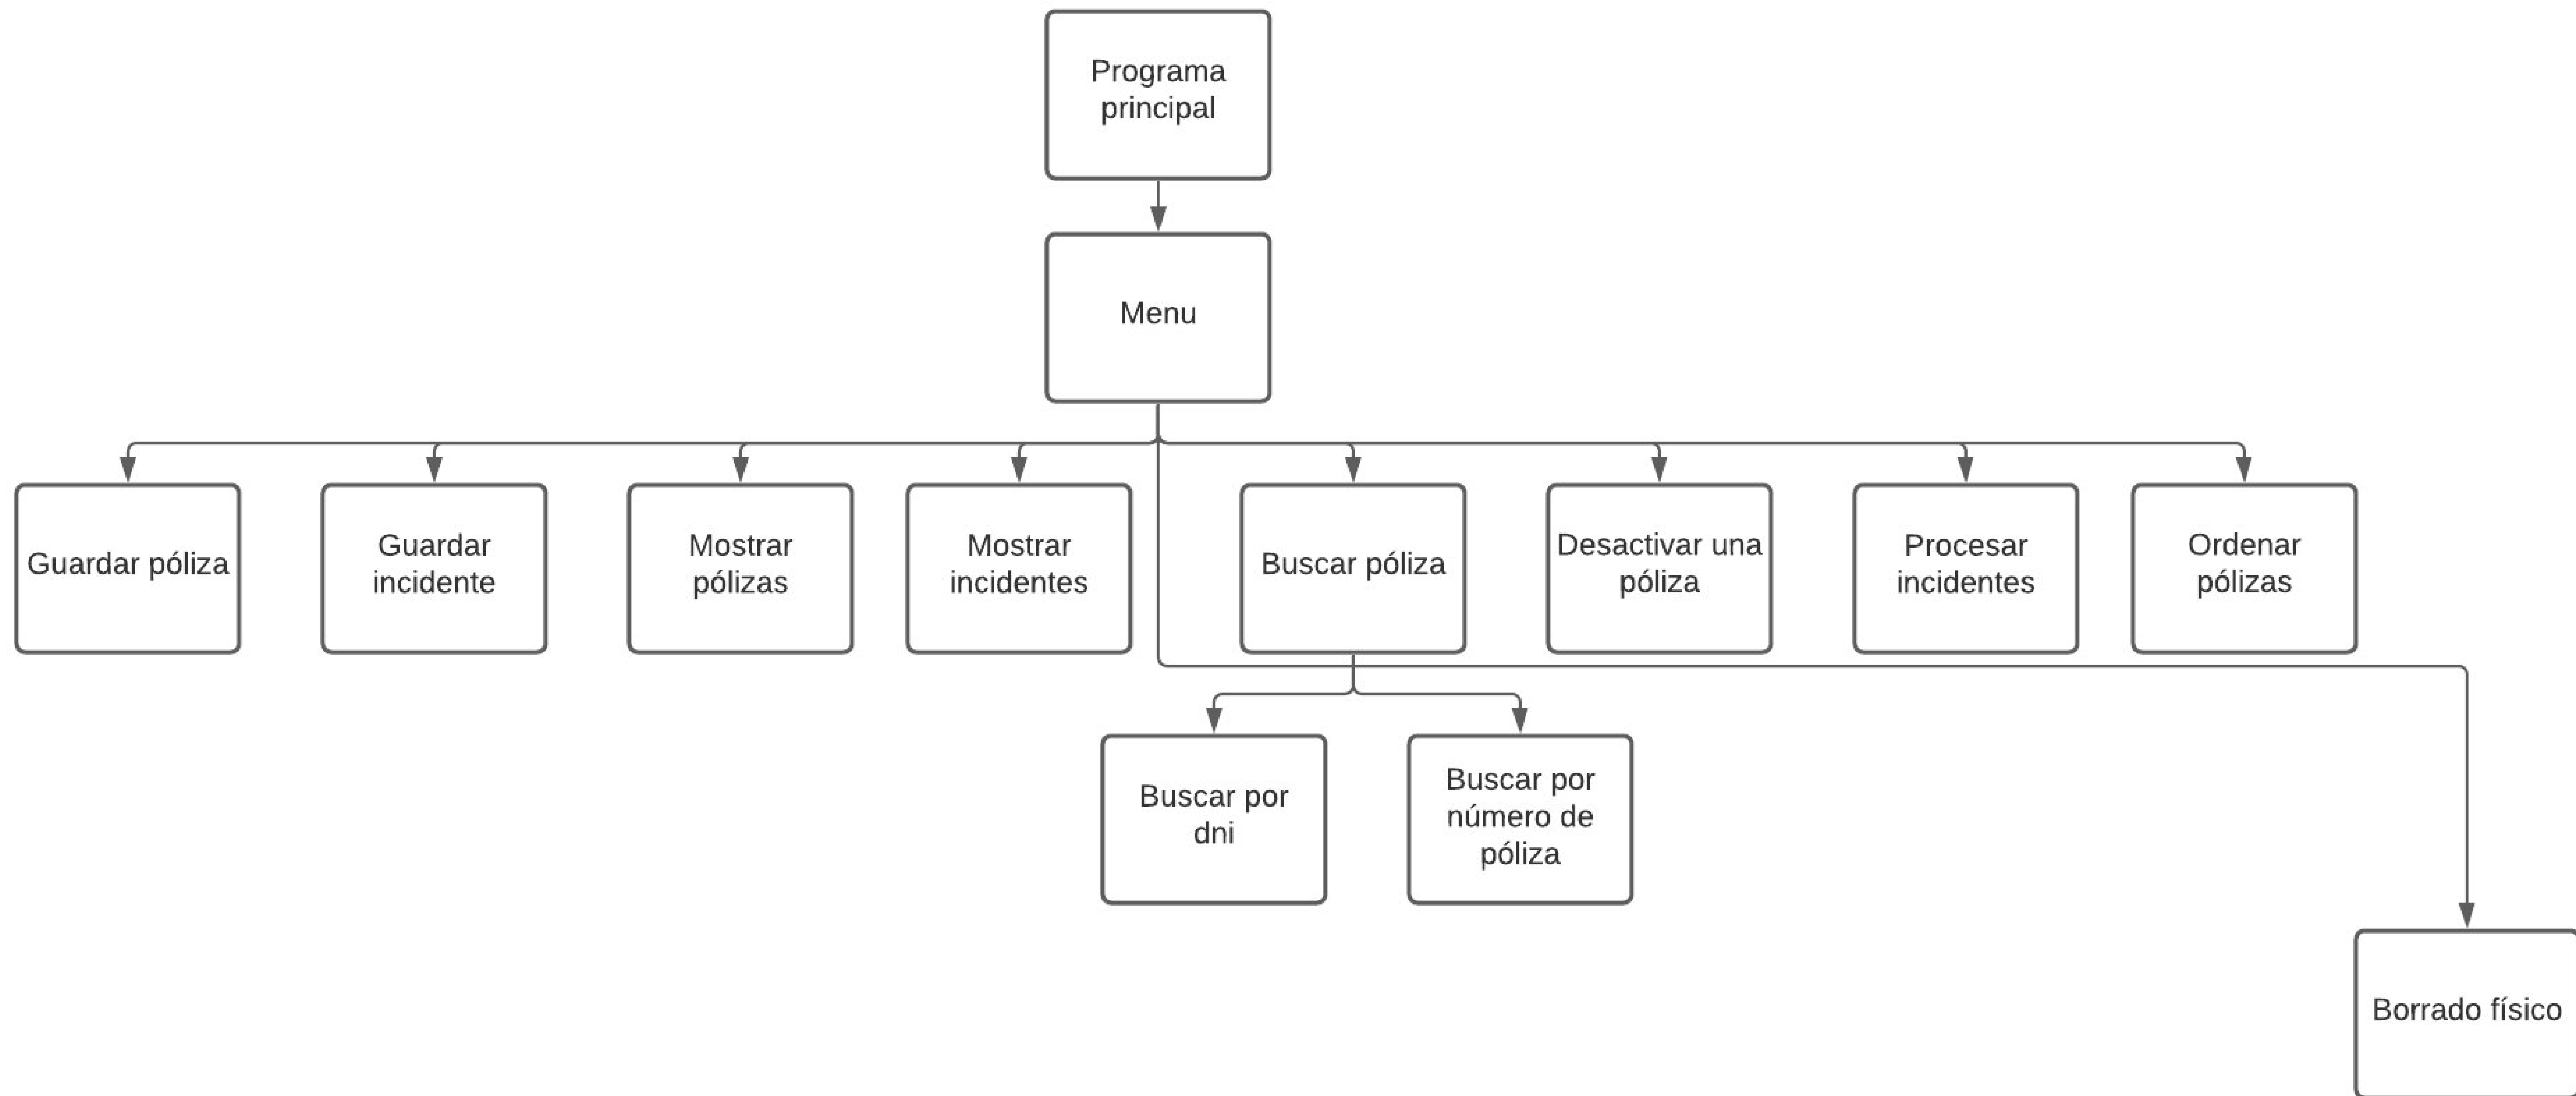 Programa
principal
Menu
Guardar póliza
Guardar
incidente
Mostrar
pólizas
Mostrar
incidentes
Buscar póliza
Desactivar una
póliza
Procesar
incidentes
Ordenar
pólizas
Buscar por
dni
Buscar por
número de
póliza
Borrado físico